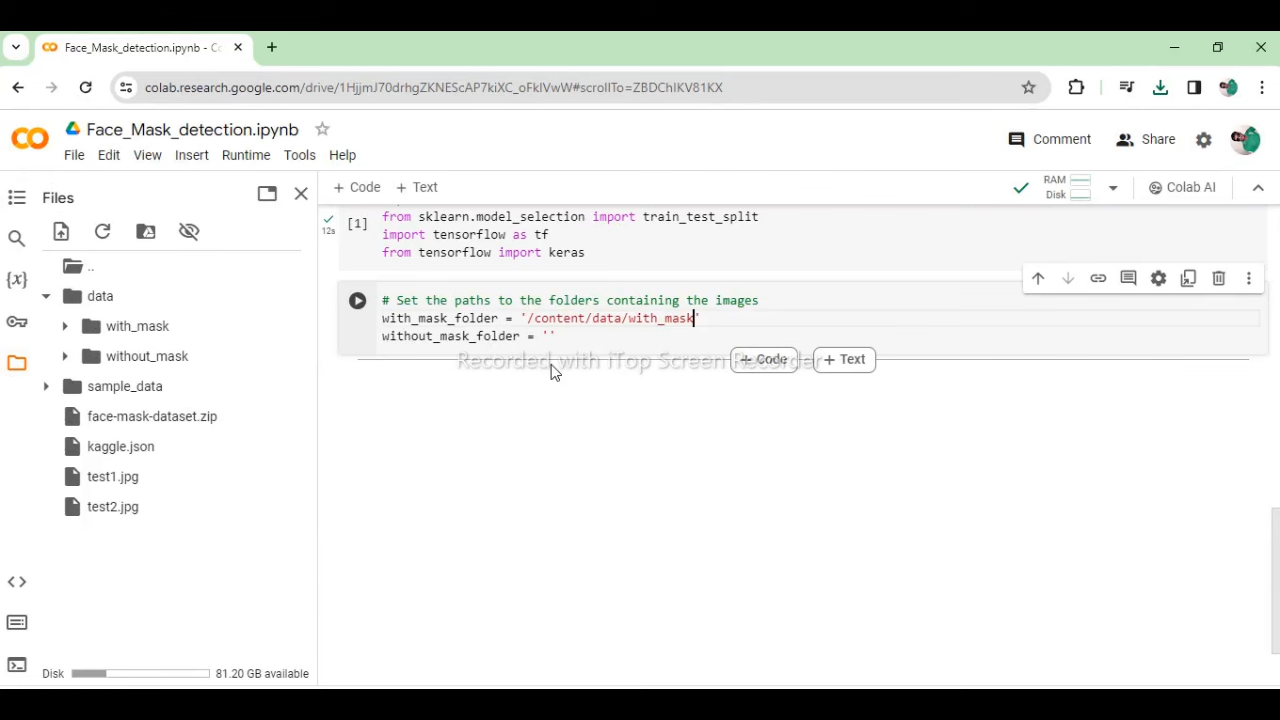 Face_Mask_detection.ipynb - Co
colab.research.google.com/drive/1HjjmJ70drhgZKNEScAP7kiXC_oFklVwW#scrollTo=ZBDChIKV81KX
Face_Mask_detection.ipynb
File Edit View Insert Runtime Tools Help
Comment Share
Files
+ Code + Text
RAM
Disk
Colab AI
..
data
with_mask
without_mask
sample_data
face-mask-dataset.zip
kaggle.json
test1.jpg
test2.jpg
Disk 81.20 GB available
[1]
12s
from sklearn.model_selection import train_test_split
import tensorflow as tf
from tensorflow import keras
# Set the paths to the folders containing the images
with_mask_folder = '/content/data/with_mask'
without_mask_folder = ''
Recorded with iTop Screen Recorder
+ Code + Text